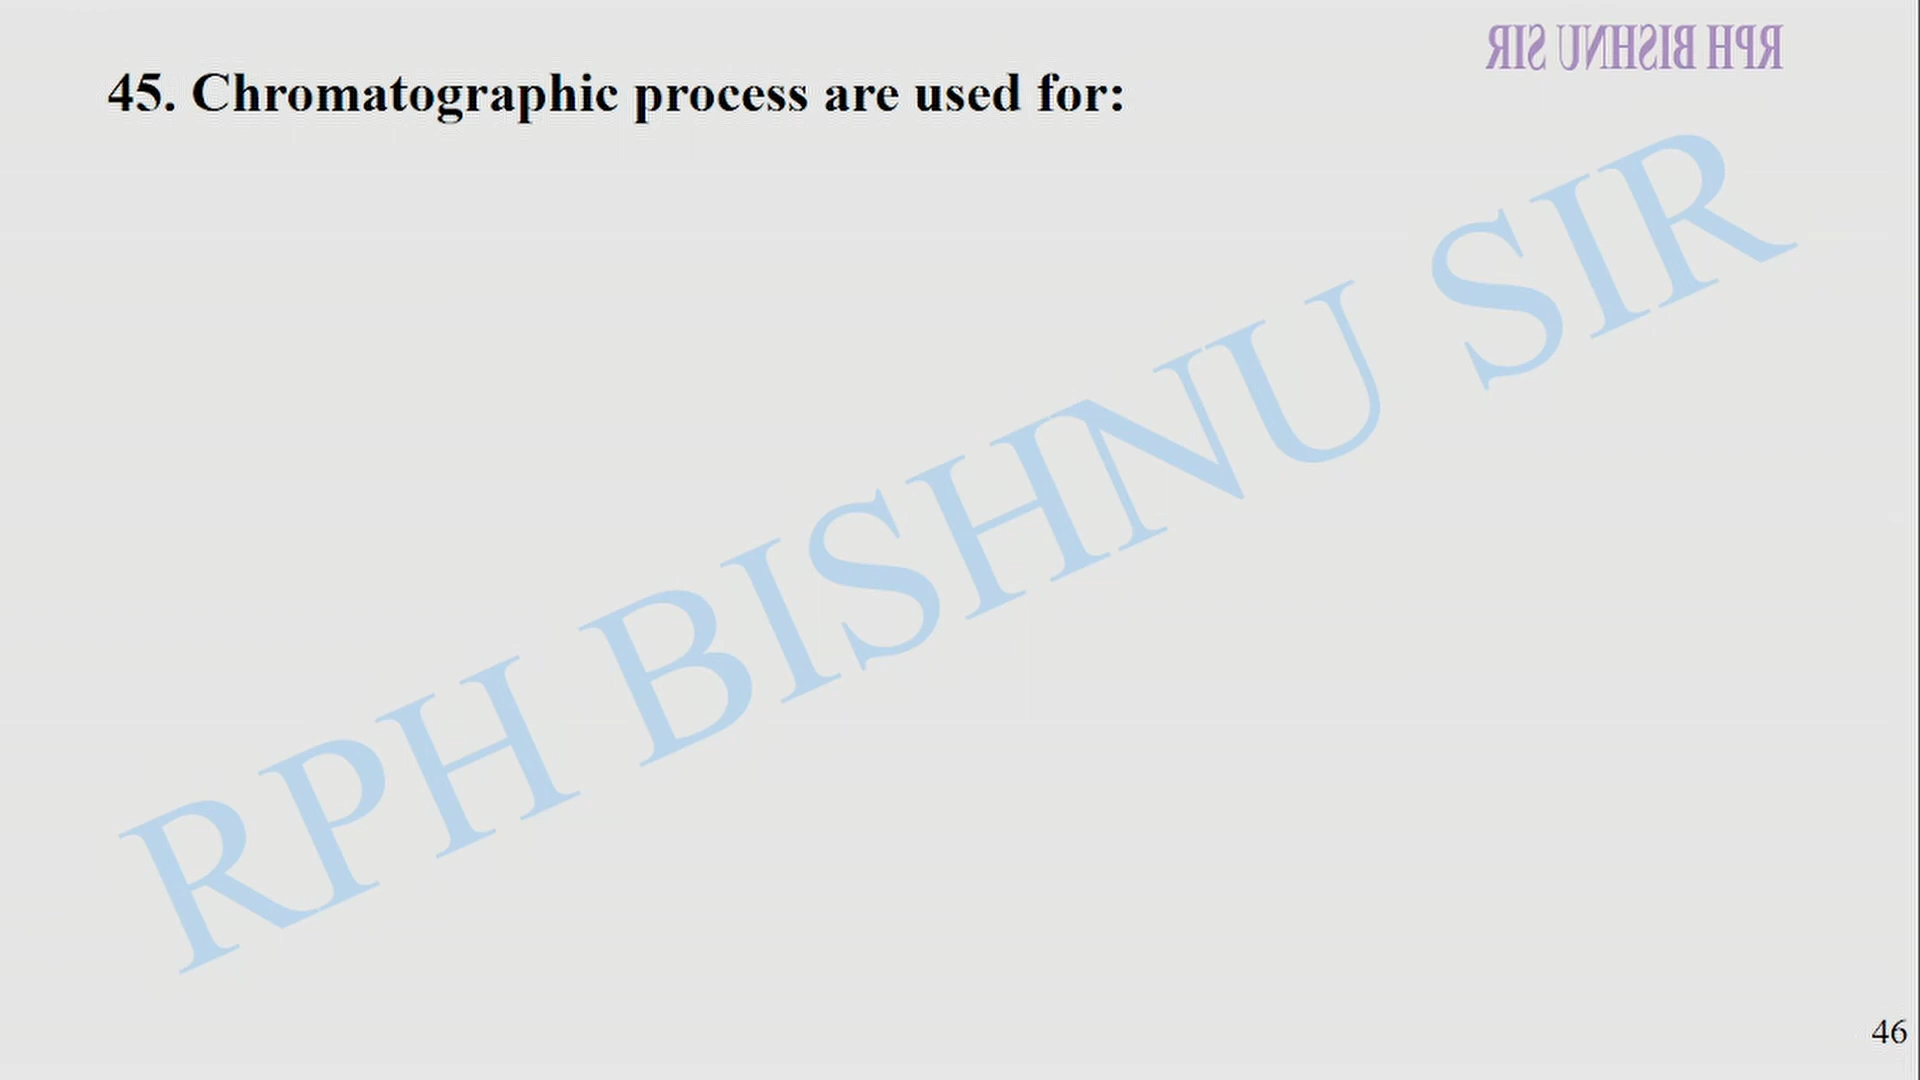 RPH BISHNU SIR
45. Chromatographic process are used for:
RPH BISHNU SIR
46